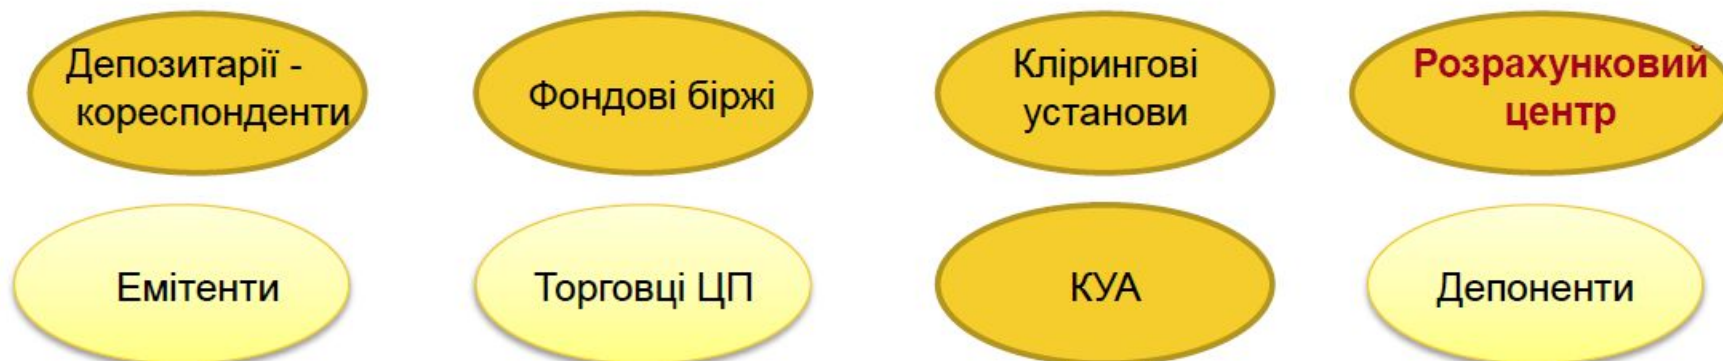 Депозитарії -
кореспонденти
Фондові біржі
Клірингові
установи
Розрахунковий
центр
Емітенти
Торговці ЦП
КУА
Депоненти